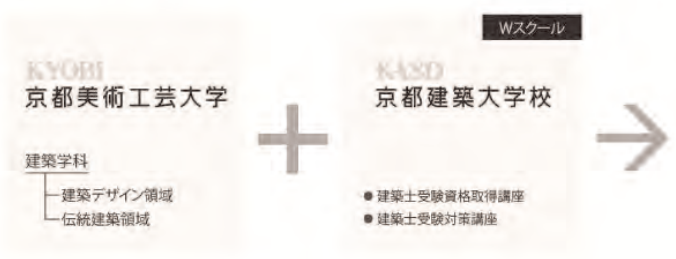 Wスクール
KYOBI
京都美術工芸大学
建築学科
建築デザイン領域
伝統建築領域
KASD
京都建築大学校
● 建築士受験資格取得講座
● 建築士受験対策講座